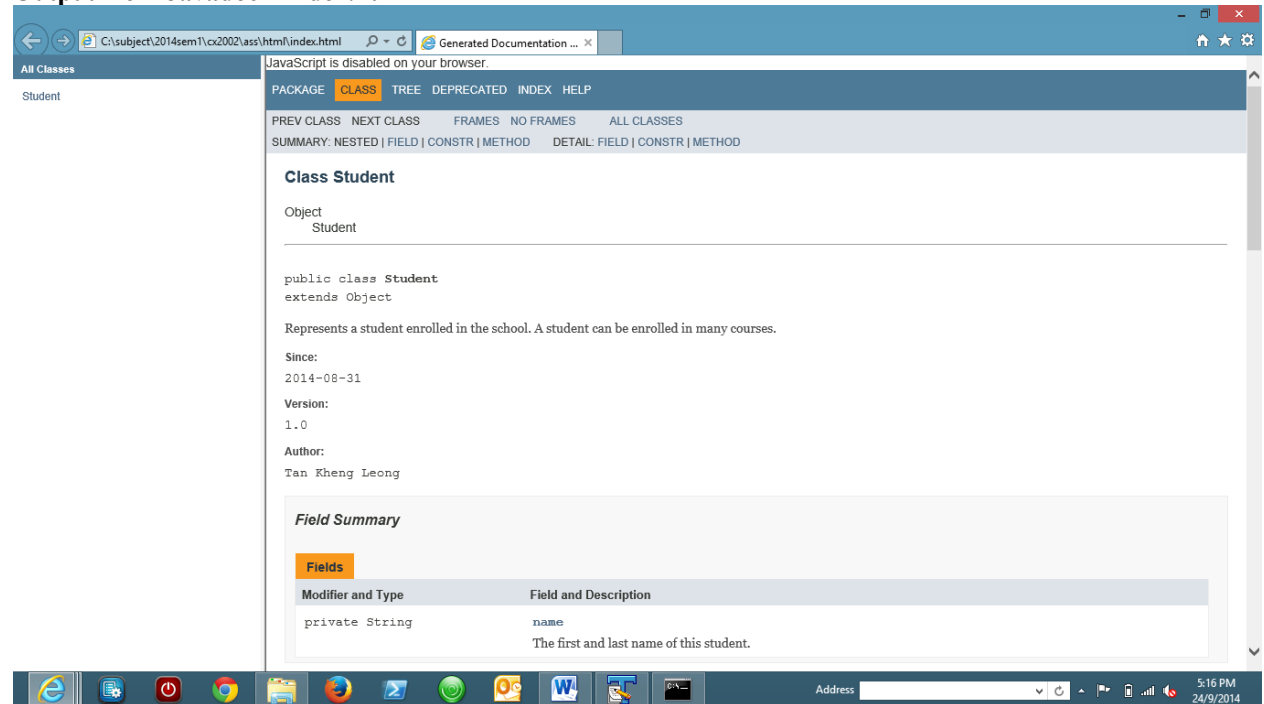 C:\subject\2014sem1\cx2002\ass\html\index.html
Generated Documentation ...
All Classes
Student
JavaScript is disabled on your browser.
PACKAGE CLASS TREE DEPRECATED INDEX HELP
PREV CLASS NEXT CLASS FRAMES NO FRAMES ALL CLASSES
SUMMARY: NESTED | FIELD | CONSTR | METHOD DETAIL: FIELD | CONSTR | METHOD
Class Student
Object
Student
public class Student
extends Object
Represents a student enrolled in the school. A student can be enrolled in many courses.
Since:
2014-08-31
Version:
1.0
Author:
Tan Kheng Leong
Field Summary
Fields
Modifier and Type Field and Description
private String name
The first and last name of this student.
Address
5:16 PM
24/9/2014